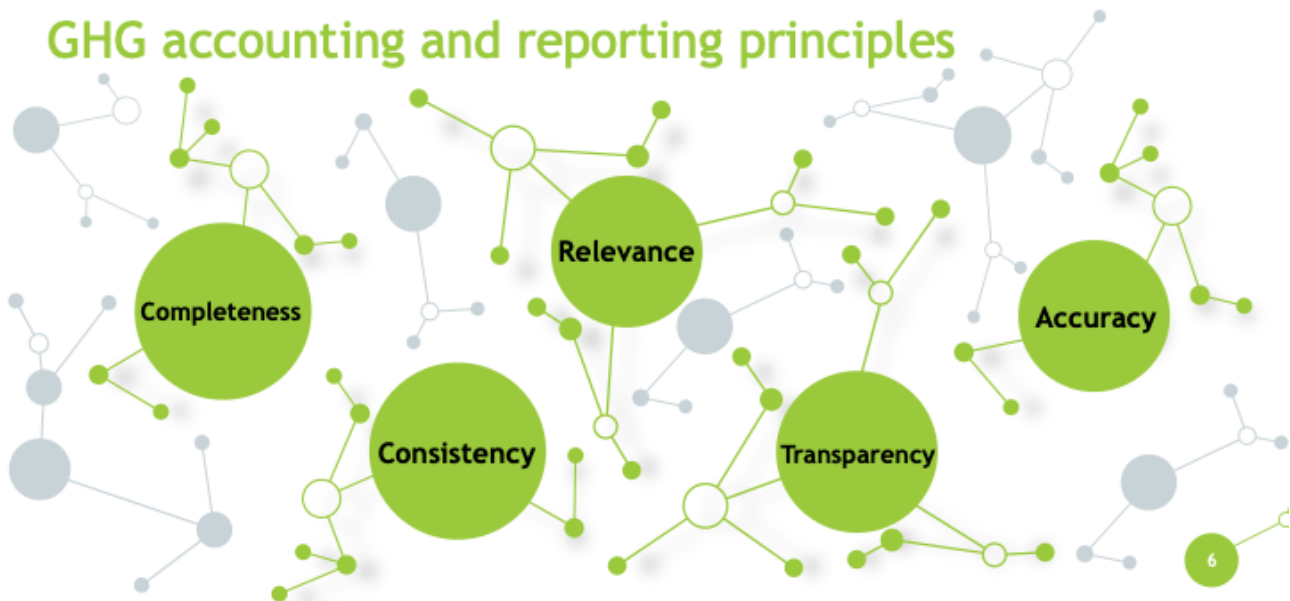 GHG accounting and reporting principles
Completeness
Relevance
Accuracy
Consistency
Transparency
6